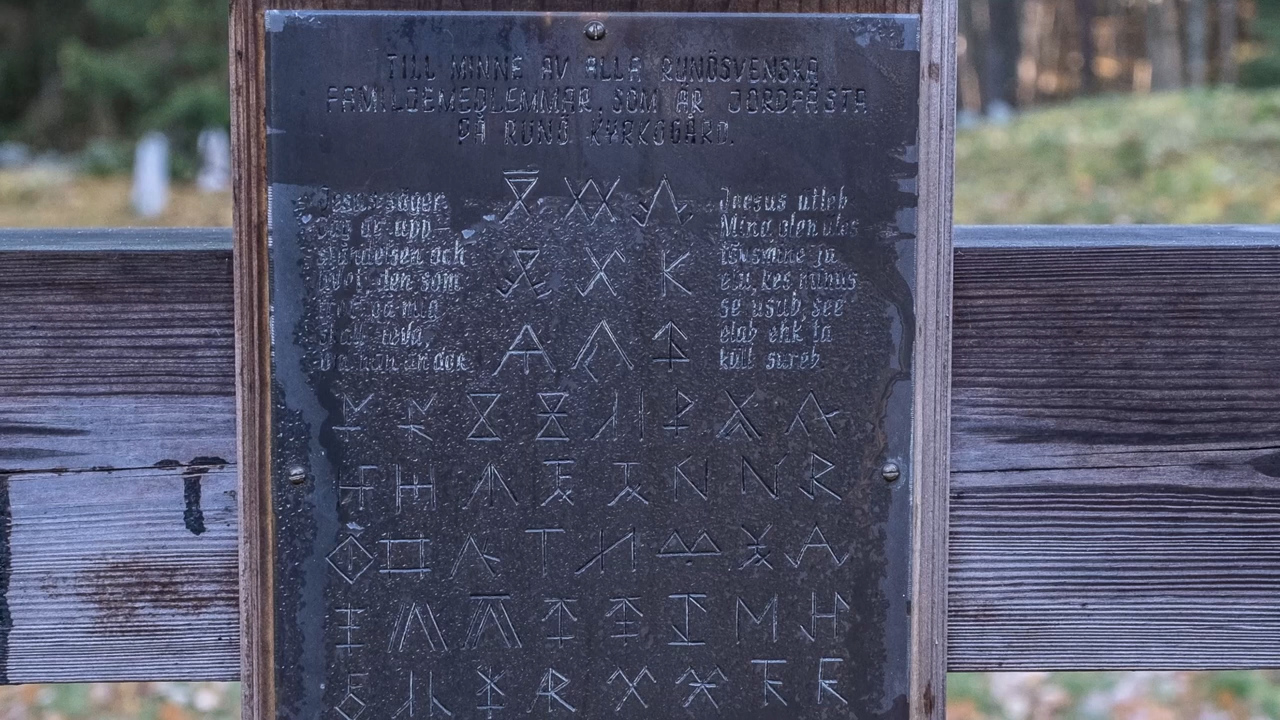 TILL MINNE AV ALLA RUNÖSVENSKA
FAMILJEMEDLEMMAR, SOM ÄR JORDFÄSTA
PÅ RUNÖ KYRKOGÅRD.
Jesus säger:
Jag är upp-
ståndelsen och
livet, den som
tror på mig
skall leva,
om han än dör.
Jeesus ütleb
Mina olen üles
tõusmine ja
elu, kes minusse
se usub, see
elab ehk ta
küll sureb.